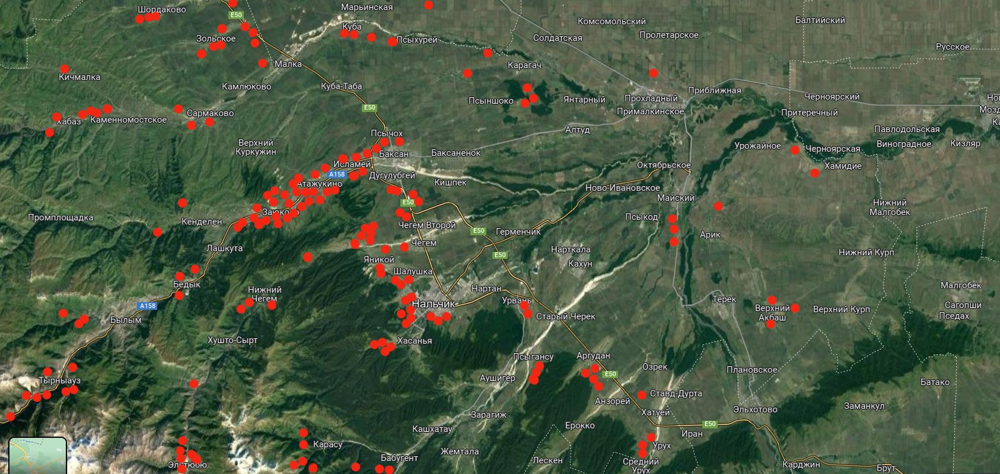 Шордаково
E50
Марьинская
Куба
Зольское
Псыхурей
Комсомольский
Балтийский
Солдатская
Пролетарское
Русское
Малка
Карагач
Кичмалка
Камлюково
Куба-Таба
Приближная
Псыншоко
Янтарный
Прохладный
Черноярский
E50
Прималкинское
Притеречный
Хабаз
Каменномостское
Сармаково
Верхний
Куркужин
Псычох
Алтуд
Павлодольская
Баксан
Баксаненок
Урожайное
Черноярская
Виноградное
Кизляр
Исламей
Октябрьское
Хамидие
A158
Дугулубгей
Атажукино
Кишпек
Ново-Ивановское
Майский
E50
Нижний
Малгобек
Промплощадка
Кенделен
Псыкод
Чегем Второй
E50
Герменчик
Арик
Лашкута
Чегем
Нарткала
Нижний Курп
E50
Яникой
Кахун
Шалушка
Бедык
Нижний
Чегем
Нартан
Малгобек
A158
Нальчик
Урвань
Терек
Сагопши
Верхний
Акбаш
Верхний Курп
Пседах
Былым
Старый Черек
Хушто-Сырт
Хасанья
Псыгансу
Аргудан
Озрек
Плановское
E50
Тырныауз
Аушигер
Батако
Ставд-Дурта
Анзорей
Заманкул
Зарагиж
Хатуей
Эльхотово
Кашхатау
Ерокко
E50
Иран
Карасу
Урух
Жемтала
Бабугент
Лескен
Средний
Урух
Эльтюбю
Карджин
Брут